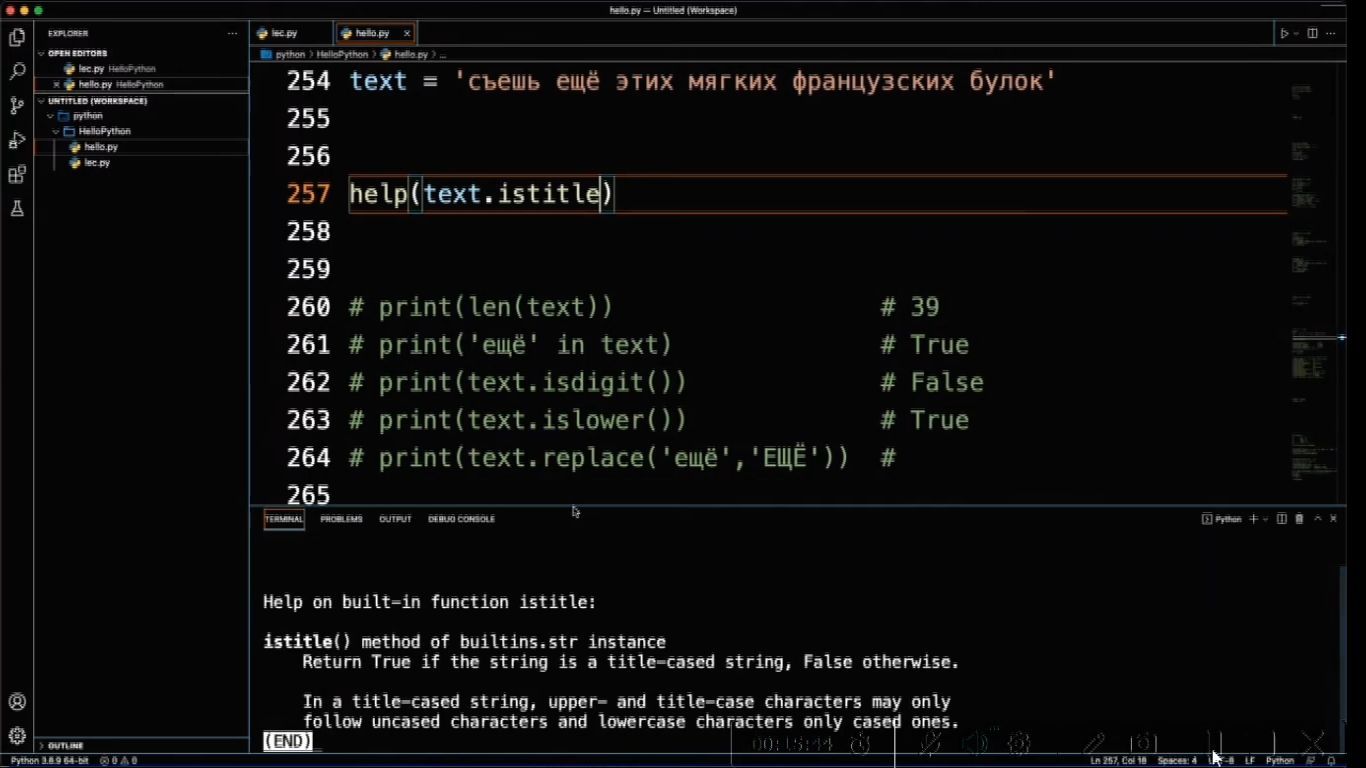 hello.py — Untitled (Workspace)
EXPLORER
OPEN EDITORS
lec.py HelloPython
hello.py HelloPython
UNTITLED (WORKSPACE)
python
HelloPython
hello.py
lec.py
OUTLINE
lec.py
hello.py
python > HelloPython > hello.py > ...
254 text = 'съешь ещё этих мягких французских булок'
255
256
257 help(text.istitle)
258
259
260 # print(len(text)) # 39
261 # print('ещё' in text) # True
262 # print(text.isdigit()) # False
263 # print(text.islower()) # True
264 # print(text.replace('ещё','ЕЩЁ')) #
265
TERMINAL PROBLEMS OUTPUT DEBUG CONSOLE
Python
Help on built-in function istitle:
istitle() method of builtins.str instance
Return True if the string is a title-cased string, False otherwise.
In a title-cased string, upper- and title-case characters may only
follow uncased characters and lowercase characters only cased ones.
(END)
00:15:44
Python 3.8.9 64-bit 0 0
Ln 257, Col 18 Spaces: 4 LF Python